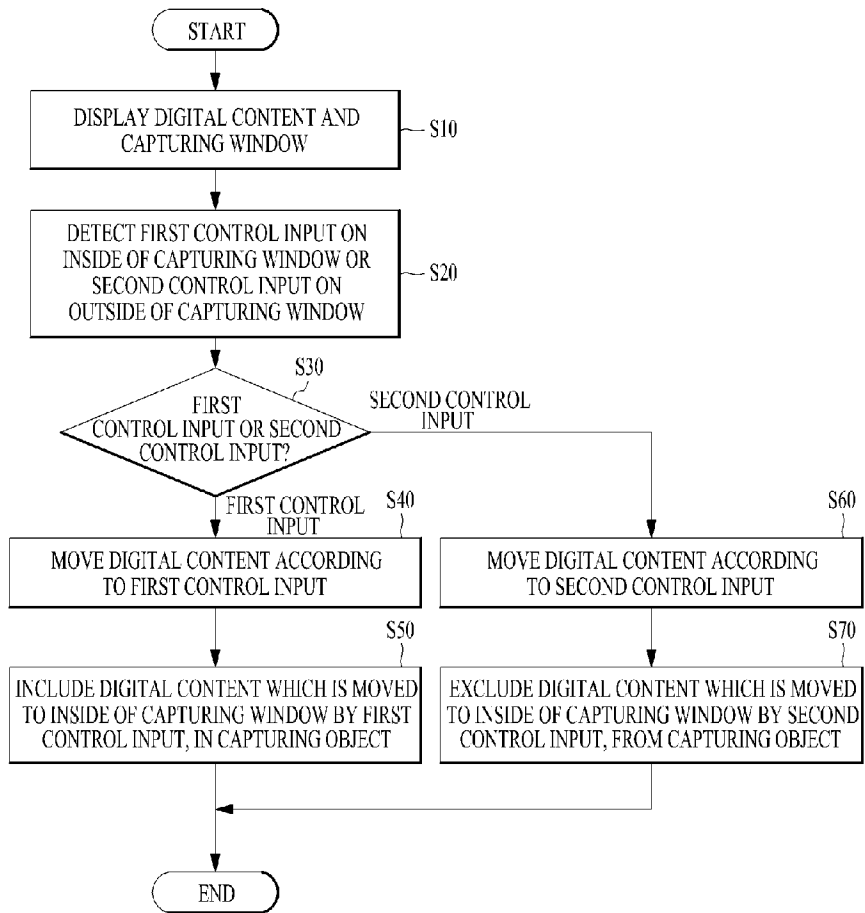 START
DISPLAY DIGITAL CONTENT AND
CAPTURING WINDOW
S10
DETECT FIRST CONTROL INPUT ON
INSIDE OF CAPTURING WINDOW OR
SECOND CONTROL INPUT ON
OUTSIDE OF CAPTURING WINDOW
S20
S30
FIRST
CONTROL INPUT OR SECOND
CONTROL INPUT?
SECOND CONTROL
INPUT
FIRST CONTROL
INPUT
S40
MOVE DIGITAL CONTENT ACCORDING
TO FIRST CONTROL INPUT
S60
MOVE DIGITAL CONTENT ACCORDING
TO SECOND CONTROL INPUT
S50
INCLUDE DIGITAL CONTENT WHICH IS MOVED
TO INSIDE OF CAPTURING WINDOW BY FIRST
CONTROL INPUT, IN CAPTURING OBJECT
S70
EXCLUDE DIGITAL CONTENT WHICH IS MOVED
TO INSIDE OF CAPTURING WINDOW BY SECOND
CONTROL INPUT, FROM CAPTURING OBJECT
END